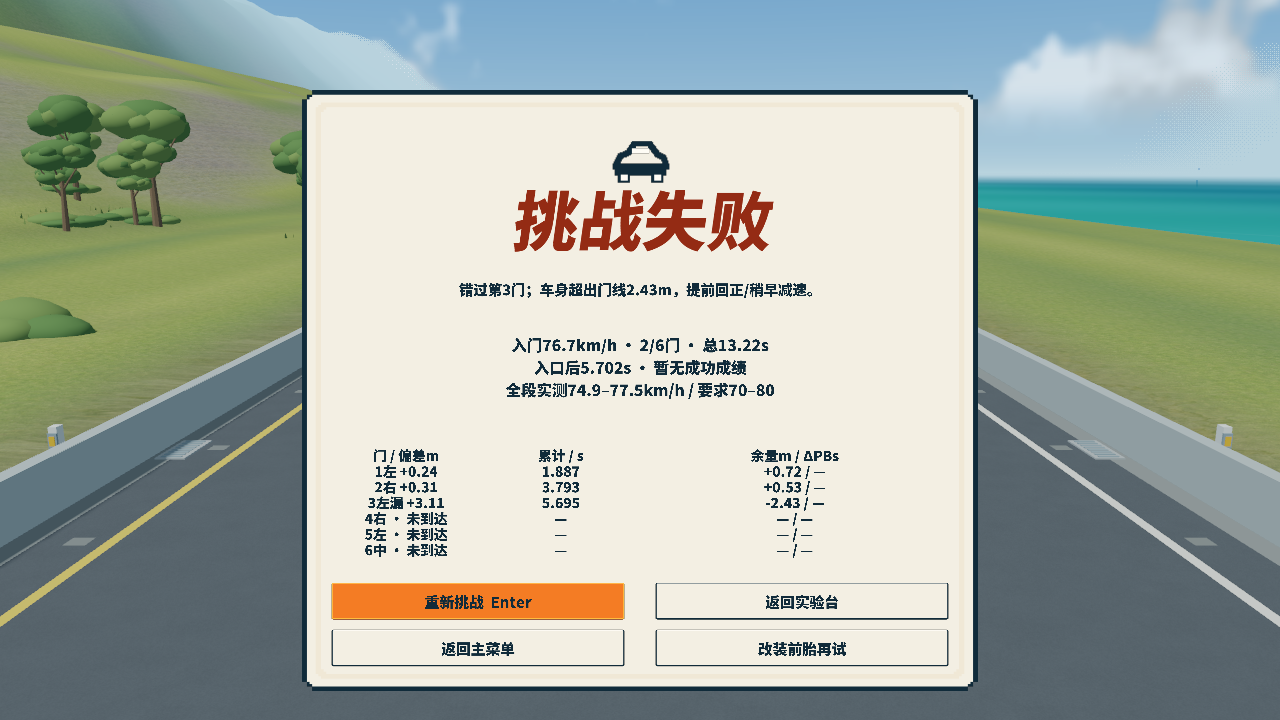 挑战失败
错过第3门；车身超出门线2.43m，提前回正/稍早减速。
入门76.7km/h · 2/6门 · 总13.22s
入口后5.702s · 暂无成功成绩
全段实测74.9–77.5km/h / 要求70–80
门 / 偏差m 累计 / s 余量m / ΔPBs
1左 +0.24 1.887 +0.72 / —
2右 +0.31 3.793 +0.53 / —
3左漏 +3.11 5.695 -2.43 / —
4右 · 未到达 — — / —
5左 · 未到达 — — / —
6中 · 未到达 — — / —
重新挑战 Enter 返回实验台
返回主菜单 改装前胎再试